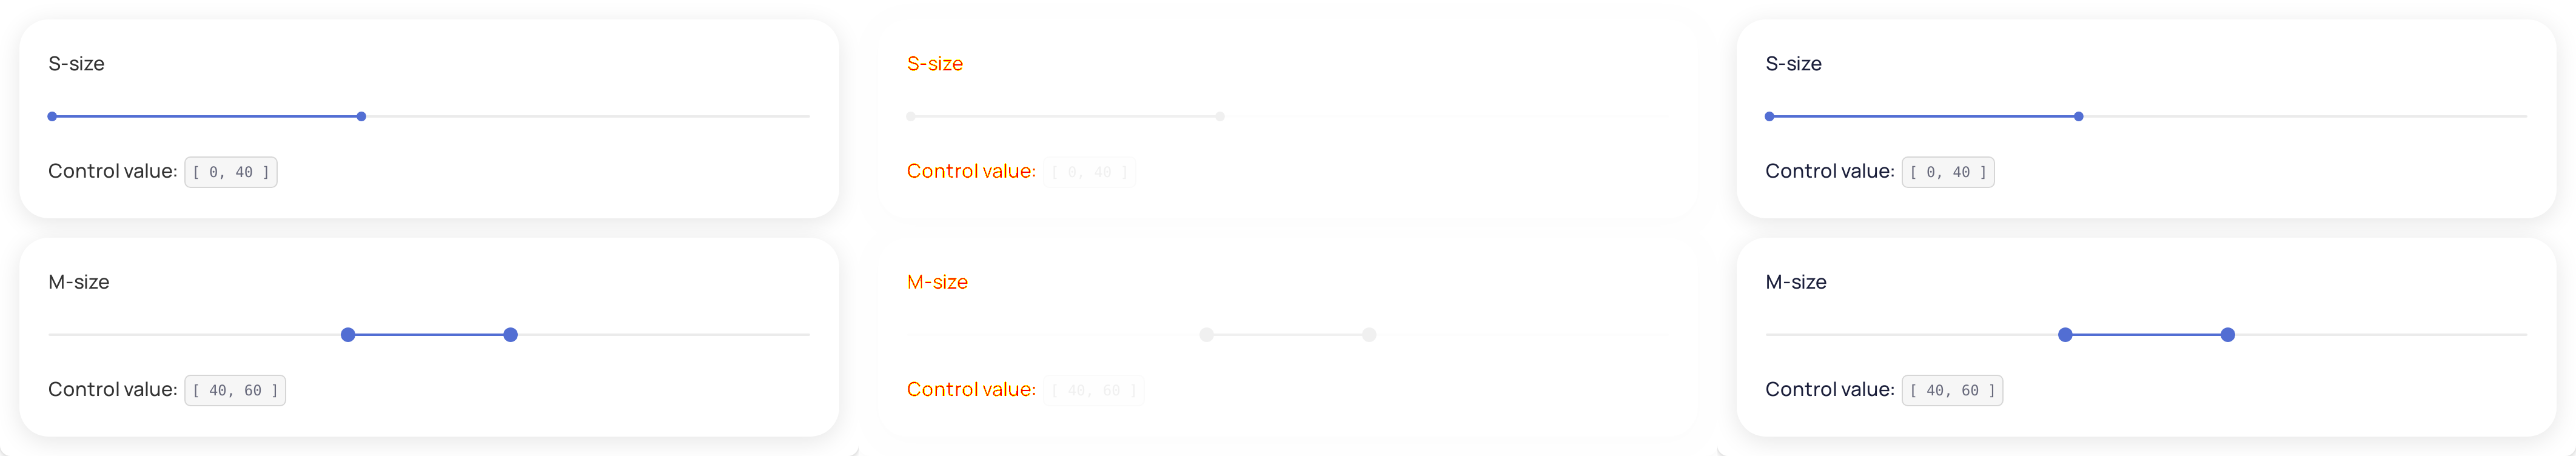 S-size
Control value: [ 0, 40 ]
M-size
Control value: [ 40, 60 ]
S-size
Control value: [ 0, 40 ]
M-size
Control value: [ 40, 60 ]
S-size
Control value: [ 0, 40 ]
M-size
Control value: [ 40, 60 ]